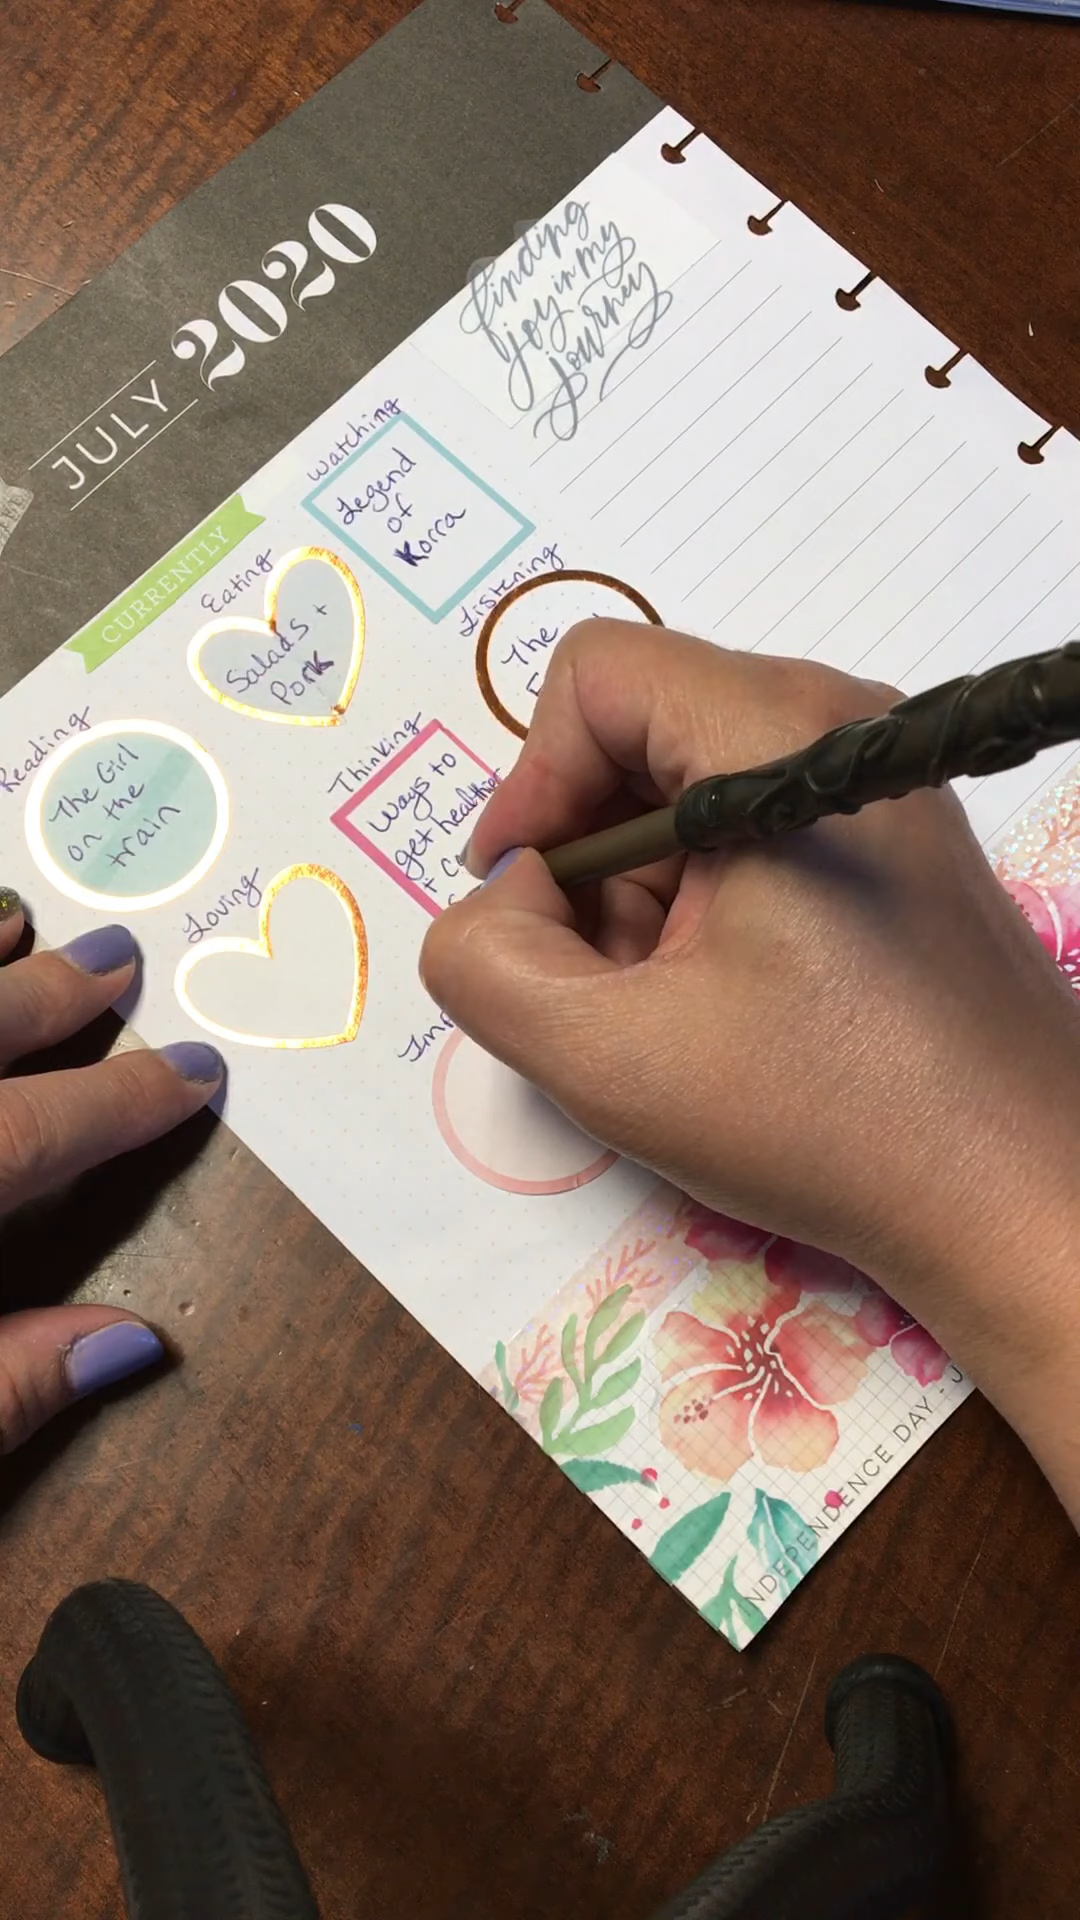 JULY 2020
finding
joy in my
journey
CURRENTLY
Watching
Legend
of
Korra
Eating
Salads +
Pork
Listening
The
Reading
The Girl
on the
train
Thinking
Ways to
get healthier
+
Loving
INDEPENDENCE DAY - J